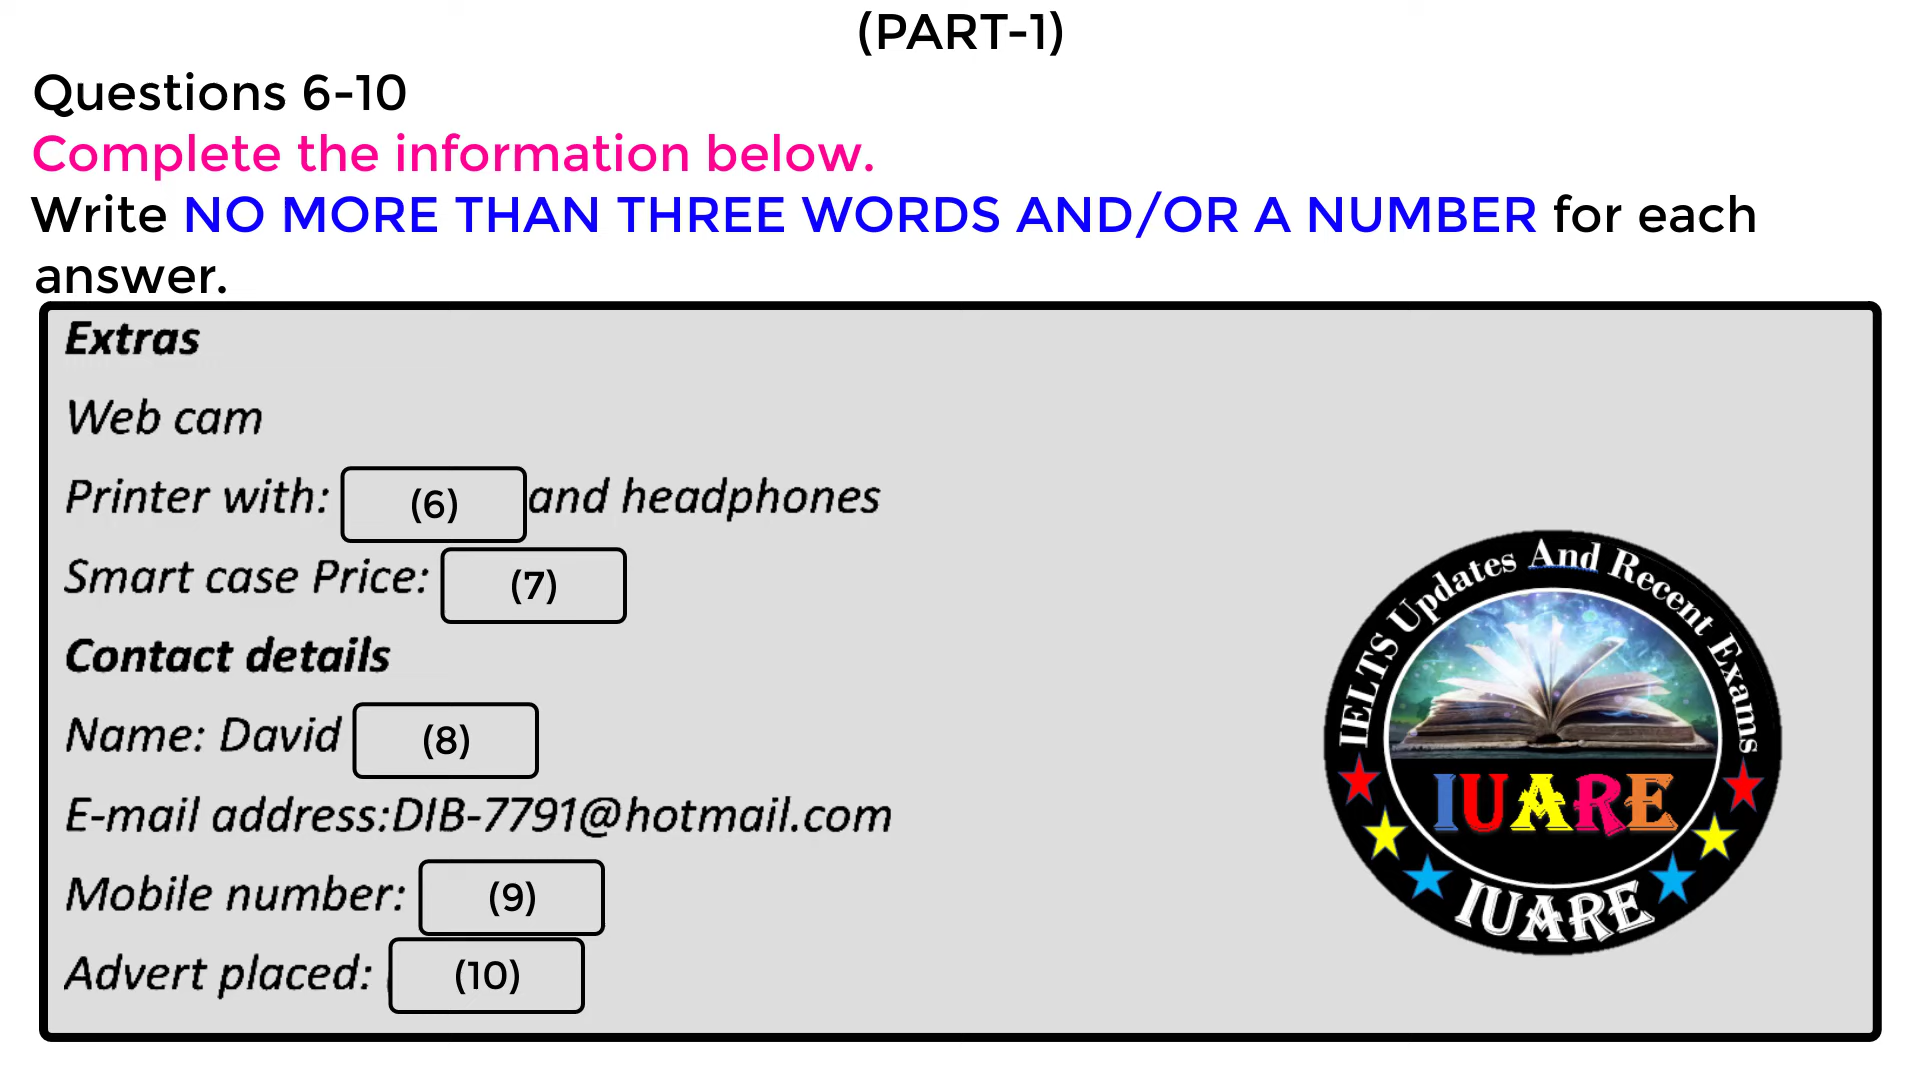 (PART-1)
Questions 6-10
Complete the information below.
Write NO MORE THAN THREE WORDS AND/OR A NUMBER for each
answer.
Extras
Web cam
Printer with: (6) and headphones
Smart case Price: (7)
Contact details
Name: David (8)
E-mail address:DIB-7791@hotmail.com
Mobile number: (9)
Advert placed: (10)
IELTS Updates And Recent Exams
IUARE
IUARE